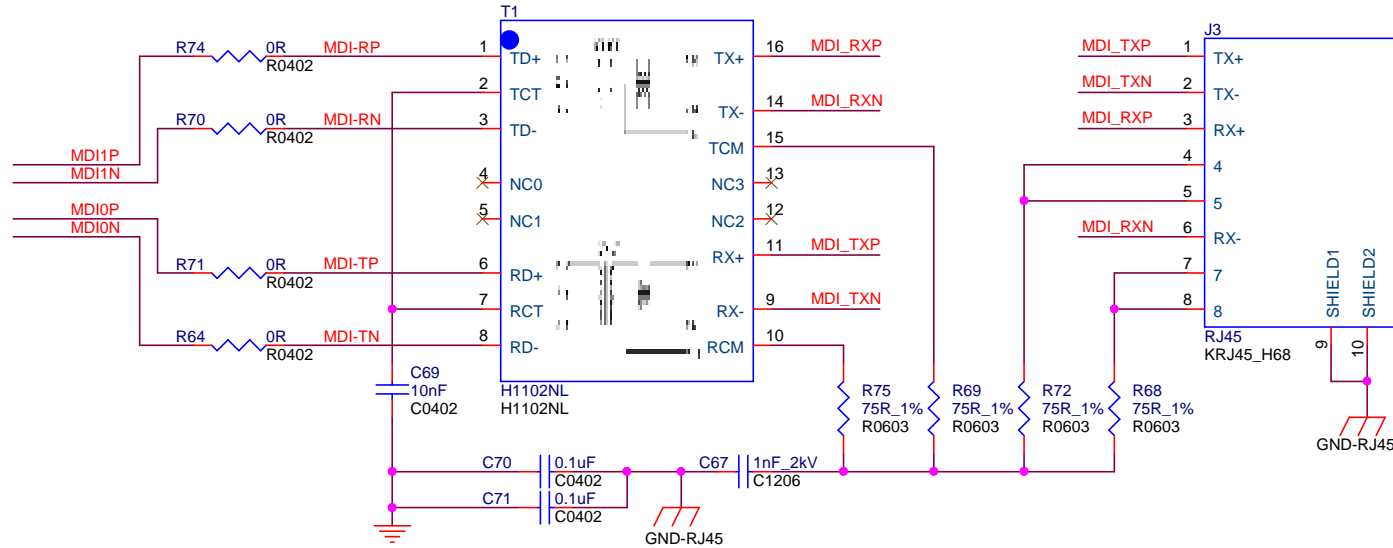 T1
J3
R74 0R MDI-RP 1 TD+ TX+ 16 MDI_RXP MDI_TXP 1 TX+
R0402
2 TCT TX- 14 MDI_RXN MDI_TXN 2 TX-
R70 0R MDI-RN 3 TD- TCM 15 MDI_RXP 3 RX+
R0402
MDI1P
MDI1N
4 NC0 NC3 13 4 4
MDI0P
5 NC1 NC2 12 5 5
MDI0N
RX+ 11 MDI_TXP MDI_RXN 6 RX-
R71 0R MDI-TP 6 RD+ 7 7
R0402
7 RCT RX- 9 MDI_TXN 8 8
SHIELD1
SHIELD2
R64 0R MDI-TN 8 RD- RCM 10
R0402
RJ45
KRJ45_H68
9
10
C69
10nF
C0402
H1102NL
H1102NL
R75
75R_1%
R0603
R69
75R_1%
R0603
R72
75R_1%
R0603
R68
75R_1%
R0603
GND-RJ45
C70 0.1uF
C0402
C67 1nF_2kV
C1206
C71 0.1uF
C0402
GND-RJ45